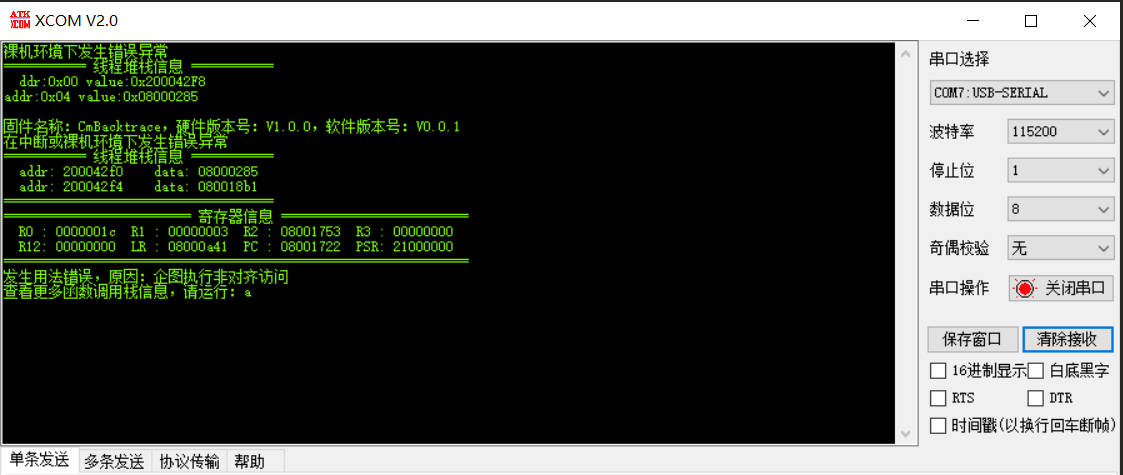 ATK XCOM XCOM V2.0
裸机环境下发生错误异常
========= 线程堆栈信息 =========
ddr:0x00 value:0x200042F8
addr:0x04 value:0x08000285
固件名称: CmBacktrace, 硬件版本号: V1.0.0, 软件版本号: V0.0.1
在中断或裸机环境下发生错误异常
========= 线程堆栈信息 =========
addr: 200042f0 data: 08000285
addr: 200042f4 data: 080018b1
==============================
===================== 寄存器信息 =====================
R0 : 0000001c R1 : 00000003 R2 : 08001753 R3 : 00000000
R12: 00000000 LR : 08000a41 PC : 08001722 PSR: 21000000
====================================================
发生用法错误, 原因: 企图执行非对齐访问
查看更多函数调用栈信息, 请运行: a
串口选择
COM7:USB-SERIAL
波特率 115200
停止位 1
数据位 8
奇偶校验 无
串口操作 关闭串口
保存窗口 清除接收
16进制显示 白底黑字
RTS DTR
时间戳(以换行回车断帧)
单条发送 多条发送 协议传输 帮助